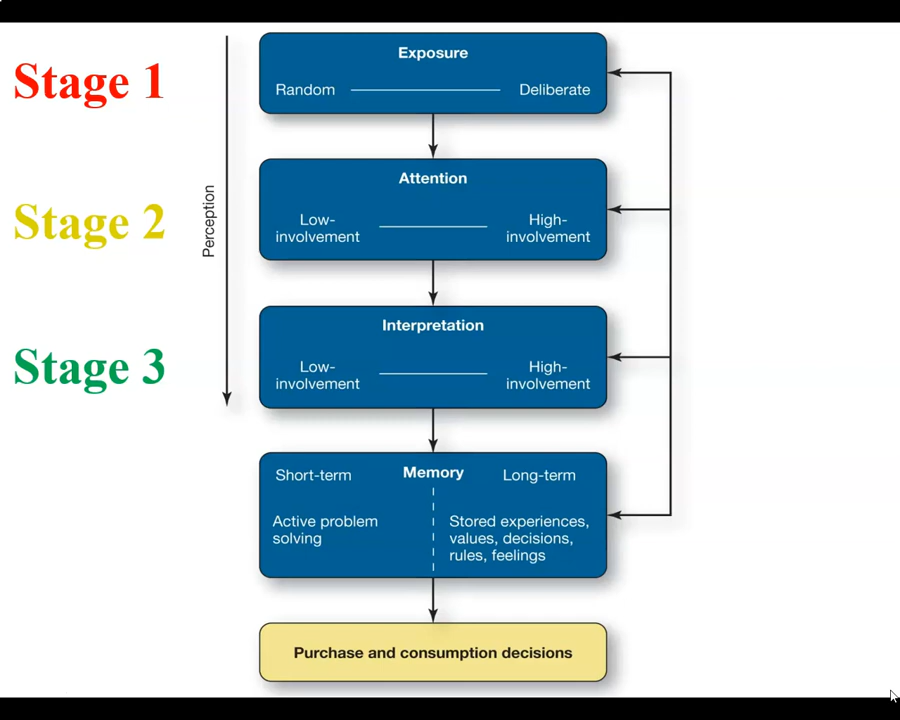 Stage 1
Exposure
Random
Deliberate
Stage 2
Perception
Attention
Low-
involvement
High-
involvement
Stage 3
Interpretation
Low-
involvement
High-
involvement
Short-term
Memory
Long-term
Active problem
solving
Stored experiences,
values, decisions,
rules, feelings
Purchase and consumption decisions